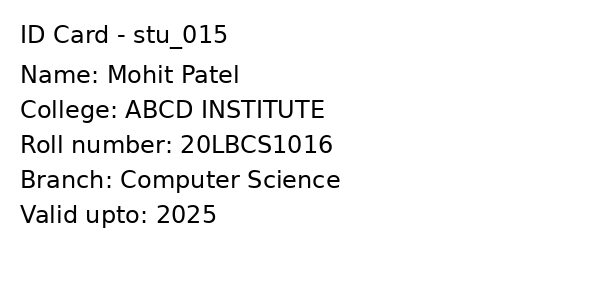 ID Card - stu_015
Name: Mohit Patel
College: ABCD INSTITUTE
Roll number: 20LBCS1016
Branch: Computer Science
Valid upto: 2025